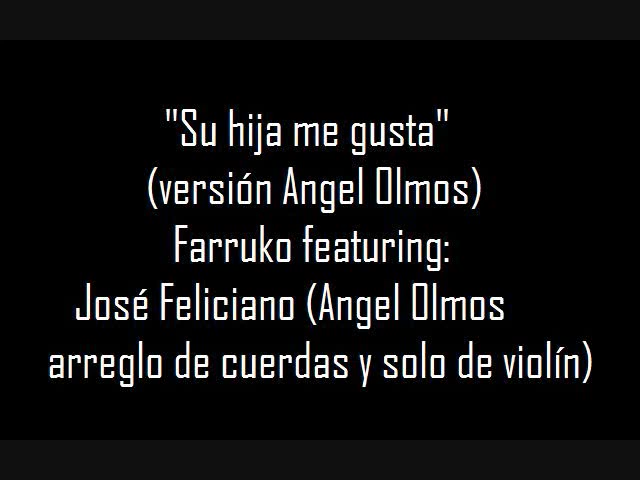 "Su hija me gusta"
(versión Angel Olmos)
Farruko featuring:
José Feliciano (Angel Olmos
arreglo de cuerdas y solo de violín)